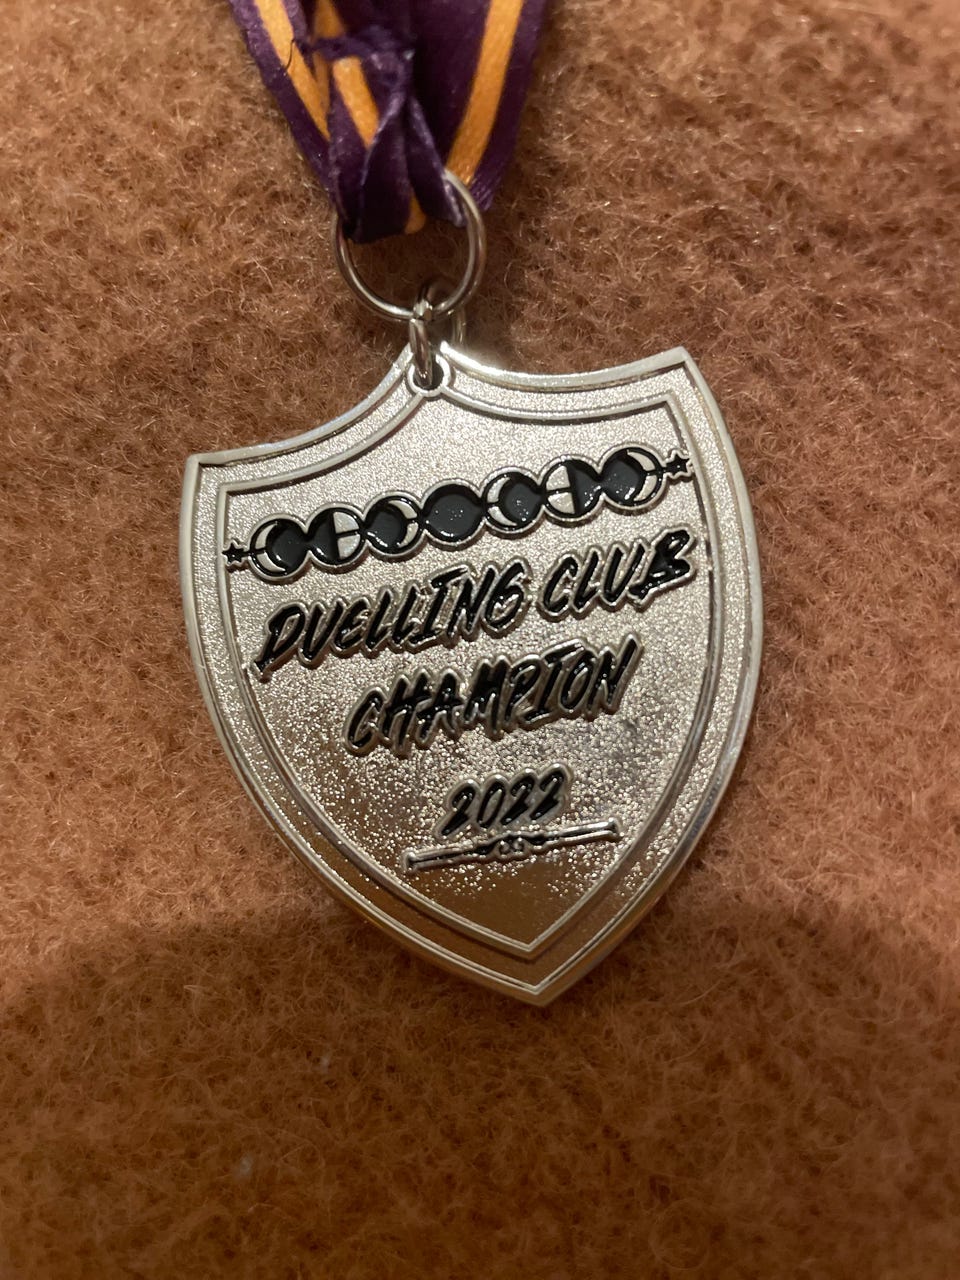 DUELLING CLUB
CHAMPION
2022